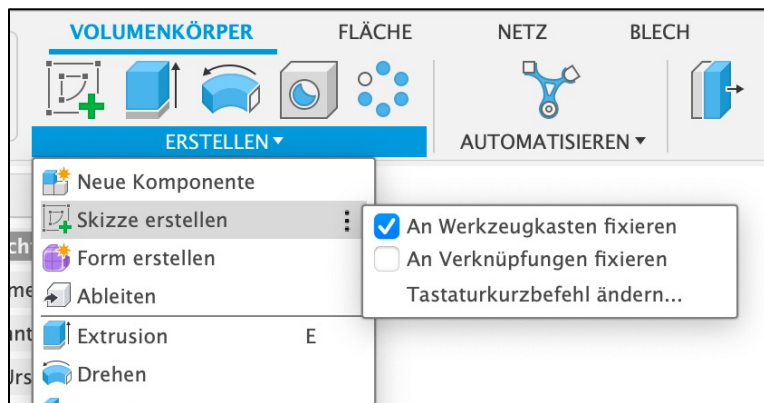 VOLUMENKÖRPER FLÄCHE NETZ BLECH
ERSTELLEN AUTOMATISIEREN
Neue Komponente
Skizze erstellen
An Werkzeugkasten fixieren
An Verknüpfungen fixieren
Tastaturkurzbefehl ändern...
Form erstellen
Ableiten
Extrusion E
Drehen